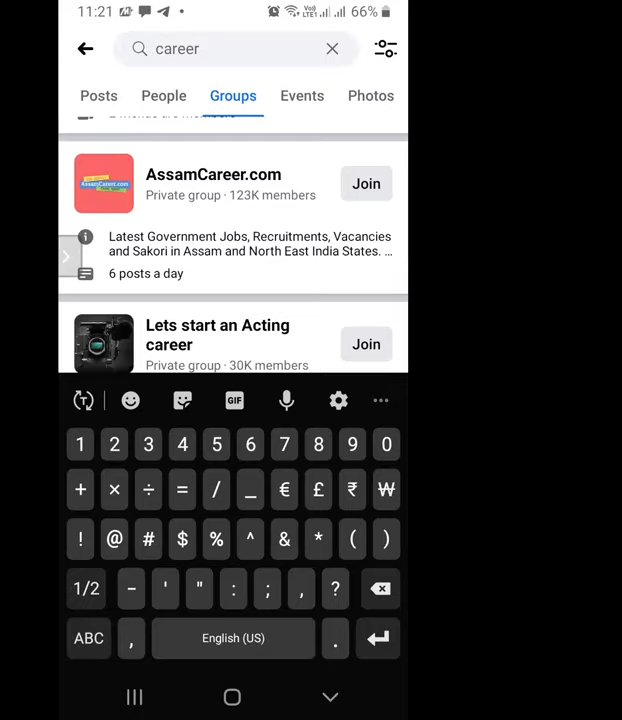 11:21 66%
career
Posts People Groups Events Photos
AssamCareer.com
Private group · 123K members
Join
Latest Government Jobs, Recruitments, Vacancies
and Sakori in Assam and North East India States. ...
6 posts a day
Lets start an Acting
career
Private group · 30K members
Join
GIF
1 2 3 4 5 6 7 8 9 0
+ × ÷ = / _ € £ ₹ ₩
! @ # $ % ^ & * ( )
1/2 - ' " : ; , ?
ABC , English (US) .